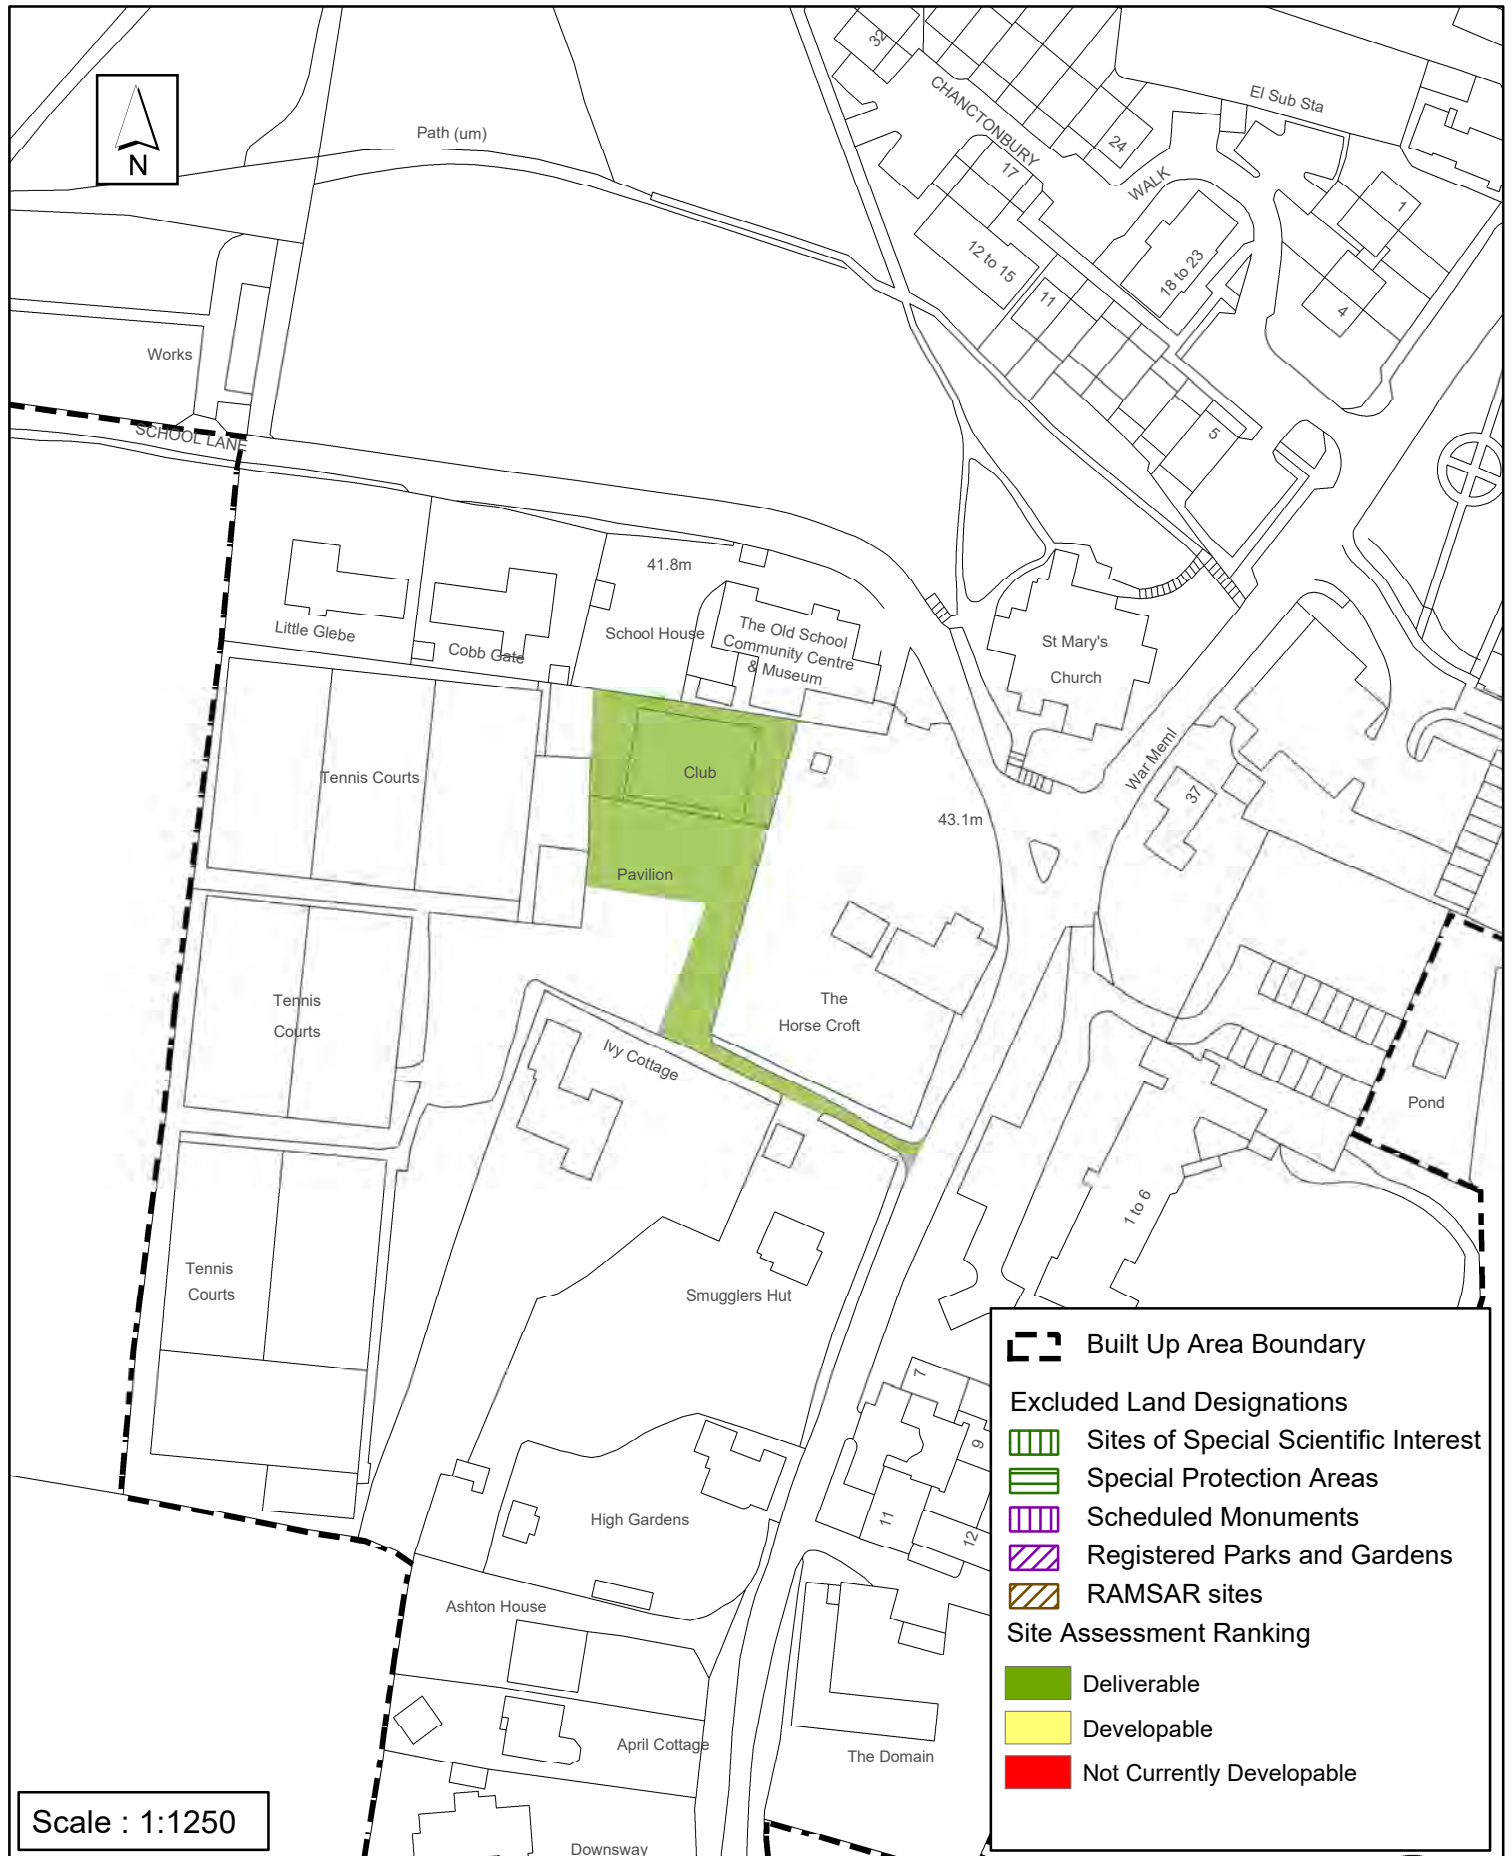 32
El Sub Sta
CHANCTONBURY
WALK
24
17
1
12 to 15
18 to 23
11
4
5
N
Path (um)
Works
SCHOOL LANE
41.8m
Little Glebe
Cobb Gate
School House
The Old School
Community Centre
& Museum
St Mary's
Church
War Meml
37
Tennis Courts
Club
43.1m
Pavilion
Tennis
Courts
The
Horse Croft
Ivy Cottage
Pond
1 to 6
Tennis
Courts
Smugglers Hut
7
9
11
12
High Gardens
Ashton House
April Cottage
The Domain
Downsway
Built Up Area Boundary
Excluded Land Designations
Sites of Special Scientific Interest
Special Protection Areas
Scheduled Monuments
Registered Parks and Gardens
RAMSAR sites
Site Assessment Ranking
Deliverable
Developable
Not Currently Developable
Scale : 1:1250